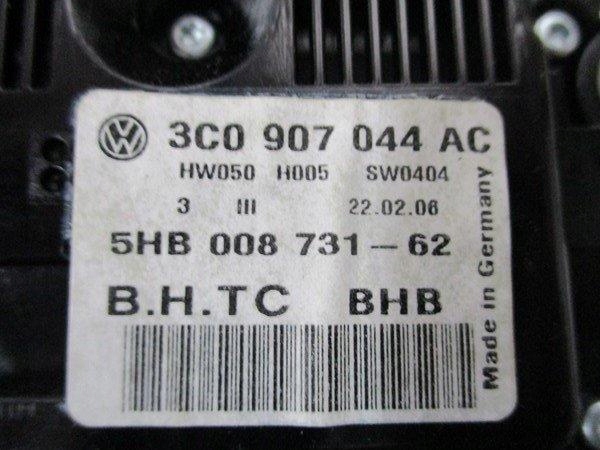 3C0 907 044 AC
HW050 H005 SW0404
3 III 22.02.06
5HB 008 731-62
B.H.TC BHB
Made in Germany